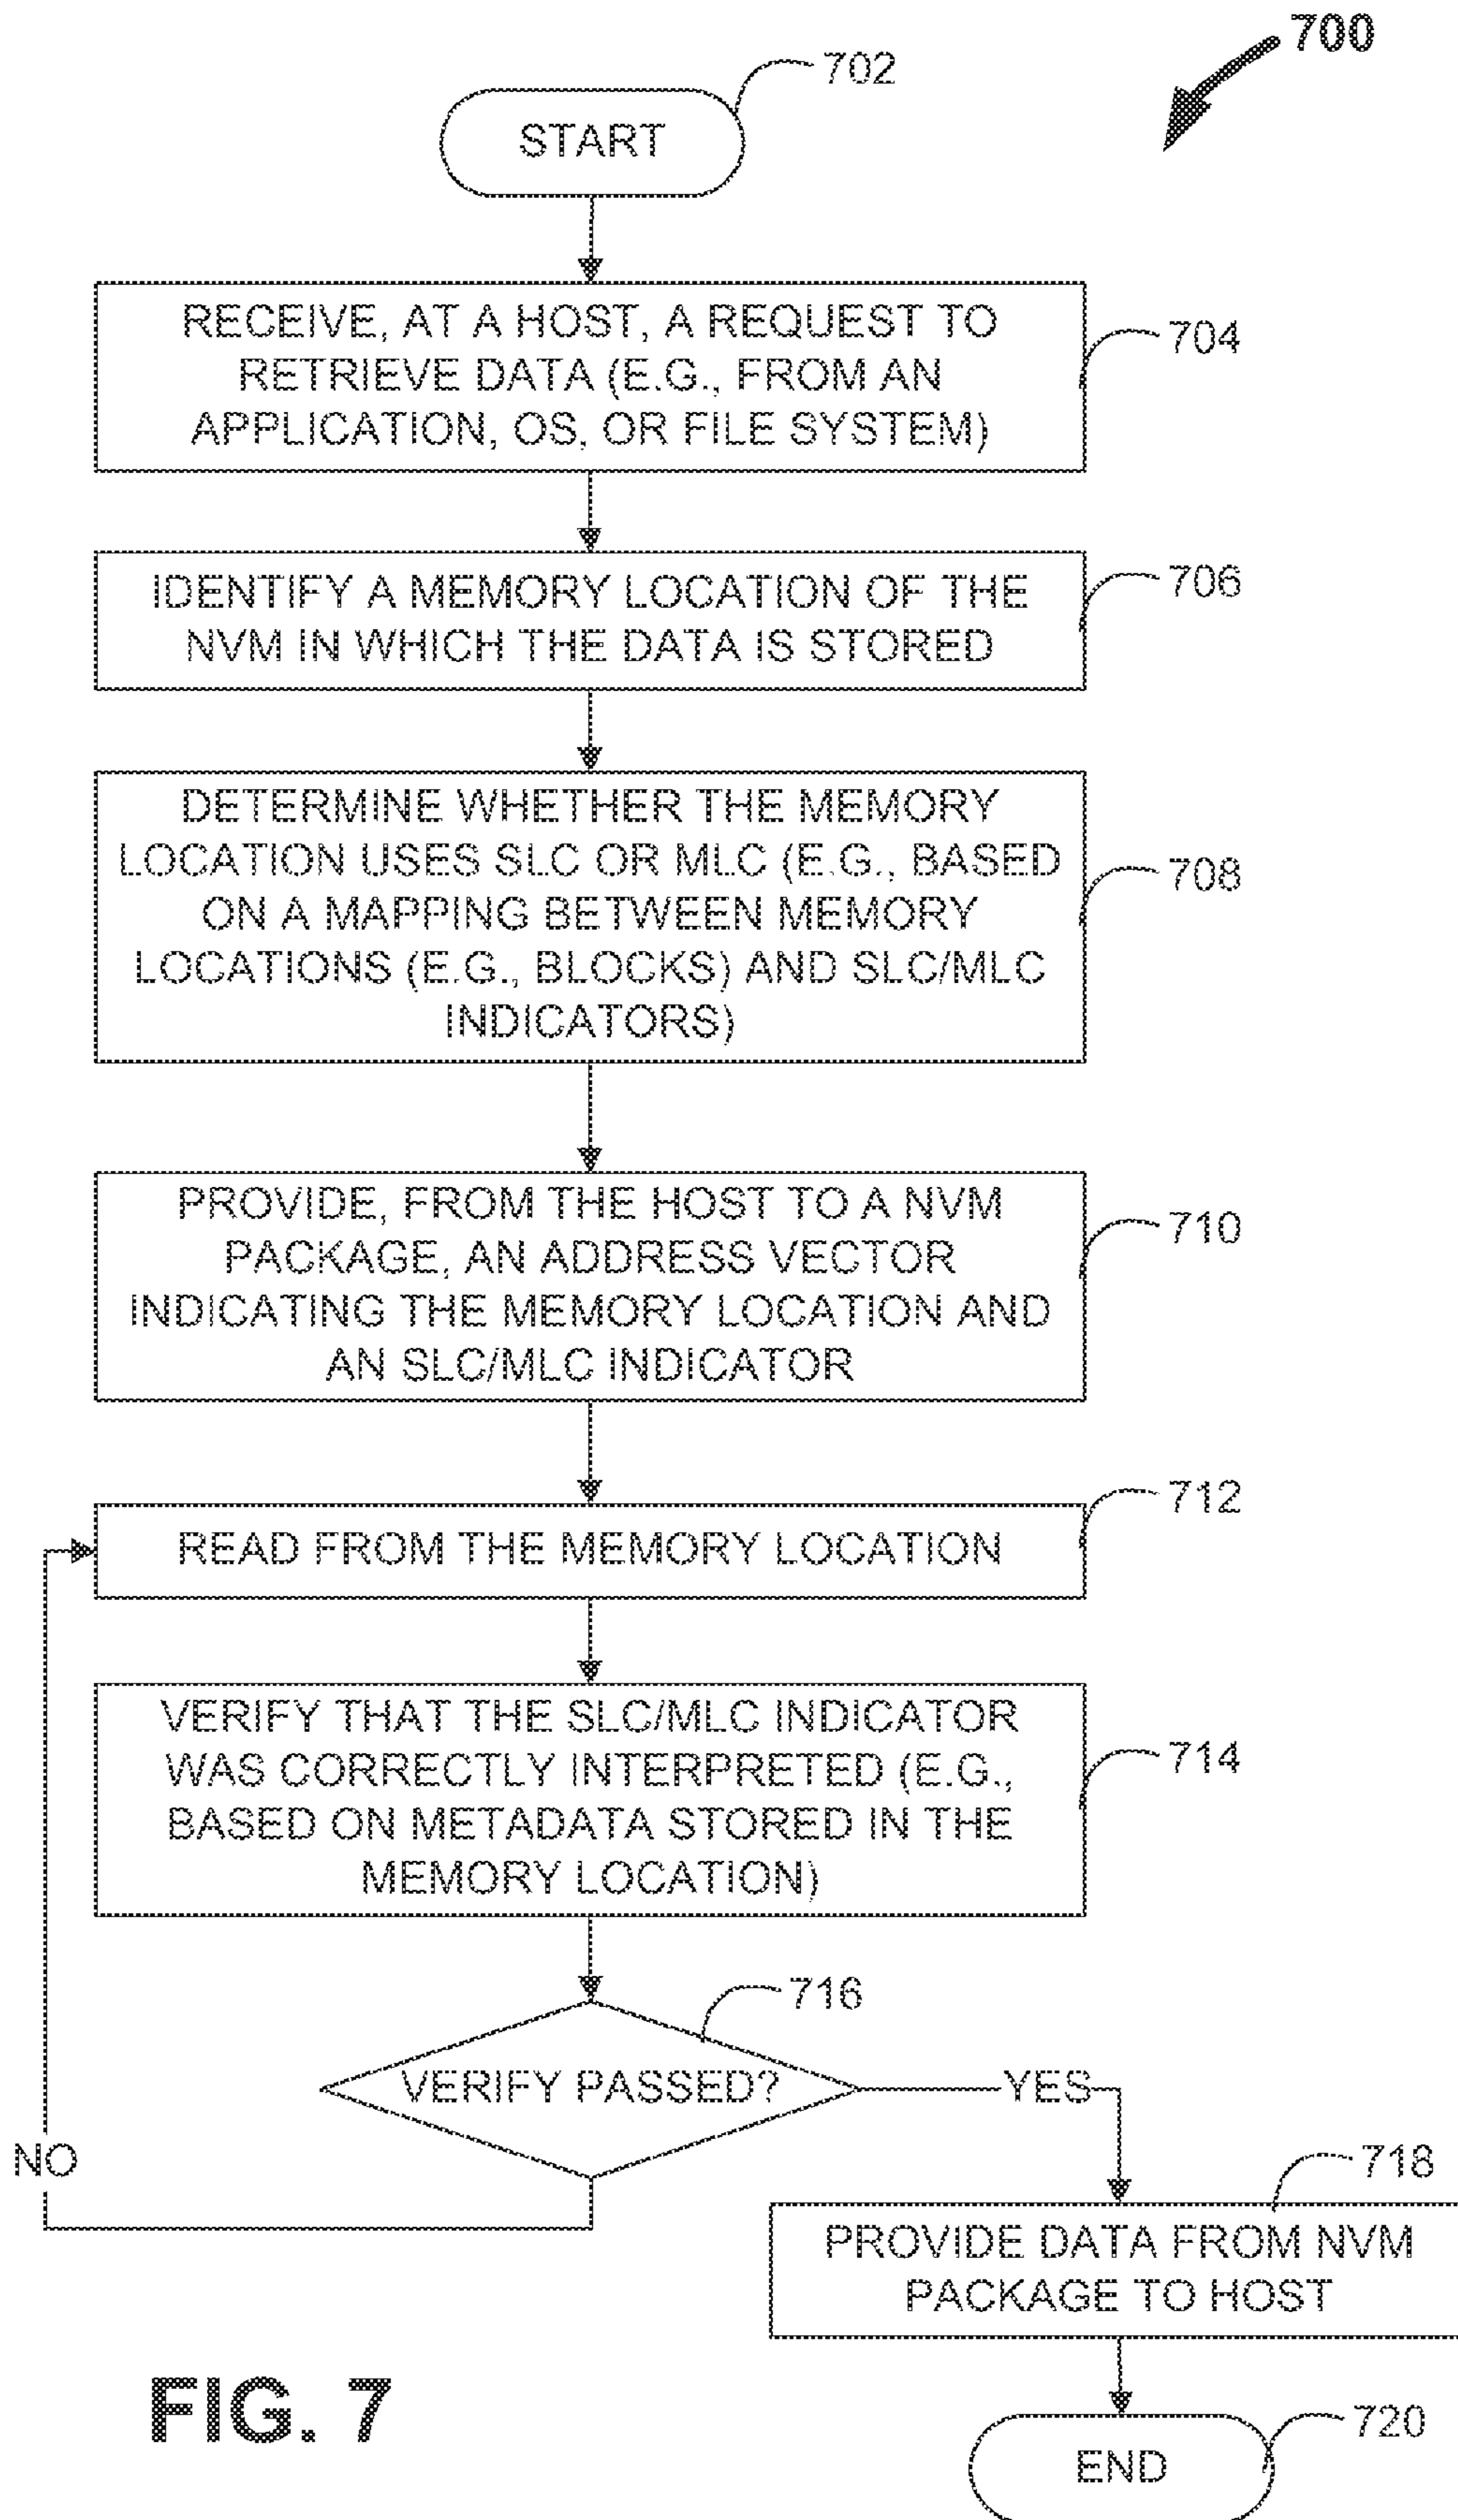 700
702
START
RECEIVE, AT A HOST, A REQUEST TO
RETRIEVE DATA (E.G., FROM AN
APPLICATION, OS, OR FILE SYSTEM)
704
IDENTIFY A MEMORY LOCATION OF THE
NVM IN WHICH THE DATA IS STORED
706
DETERMINE WHETHER THE MEMORY
LOCATION USES SLC OR MLC (E.G., BASED
ON A MAPPING BETWEEN MEMORY
LOCATIONS (E.G., BLOCKS) AND SLC/MLC
INDICATORS)
708
PROVIDE, FROM THE HOST TO A NVM
PACKAGE, AN ADDRESS VECTOR
INDICATING THE MEMORY LOCATION AND
AN SLC/MLC INDICATOR
710
READ FROM THE MEMORY LOCATION
712
VERIFY THAT THE SLC/MLC INDICATOR
WAS CORRECTLY INTERPRETED (E.G.,
BASED ON METADATA STORED IN THE
MEMORY LOCATION)
714
716
VERIFY PASSED?
YES
NO
718
PROVIDE DATA FROM NVM
PACKAGE TO HOST
720
END
FIG. 7